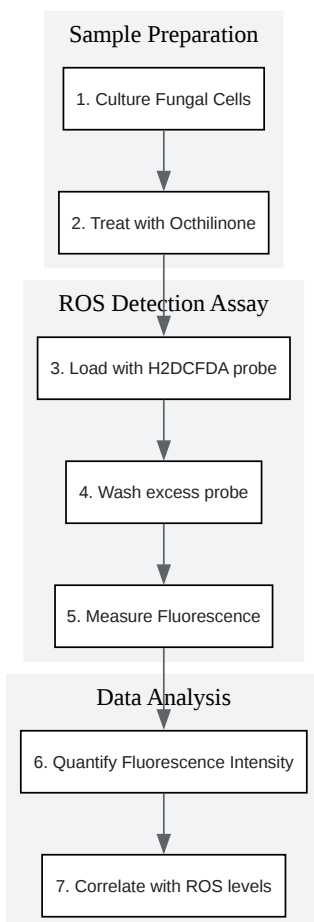 Sample Preparation
1. Culture Fungal Cells
2. Treat with Octhilinone
ROS Detection Assay
3. Load with H2DCFDA probe
4. Wash excess probe
5. Measure Fluorescence
Data Analysis
6. Quantify Fluorescence Intensity
7. Correlate with ROS levels